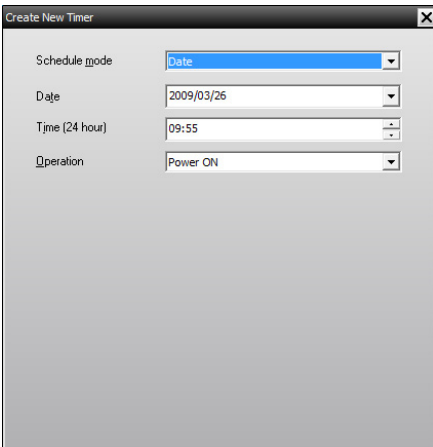 Create New Timer
Schedule mode Date
Date 2009/03/26
Time (24 hour) 09:55
Operation Power ON